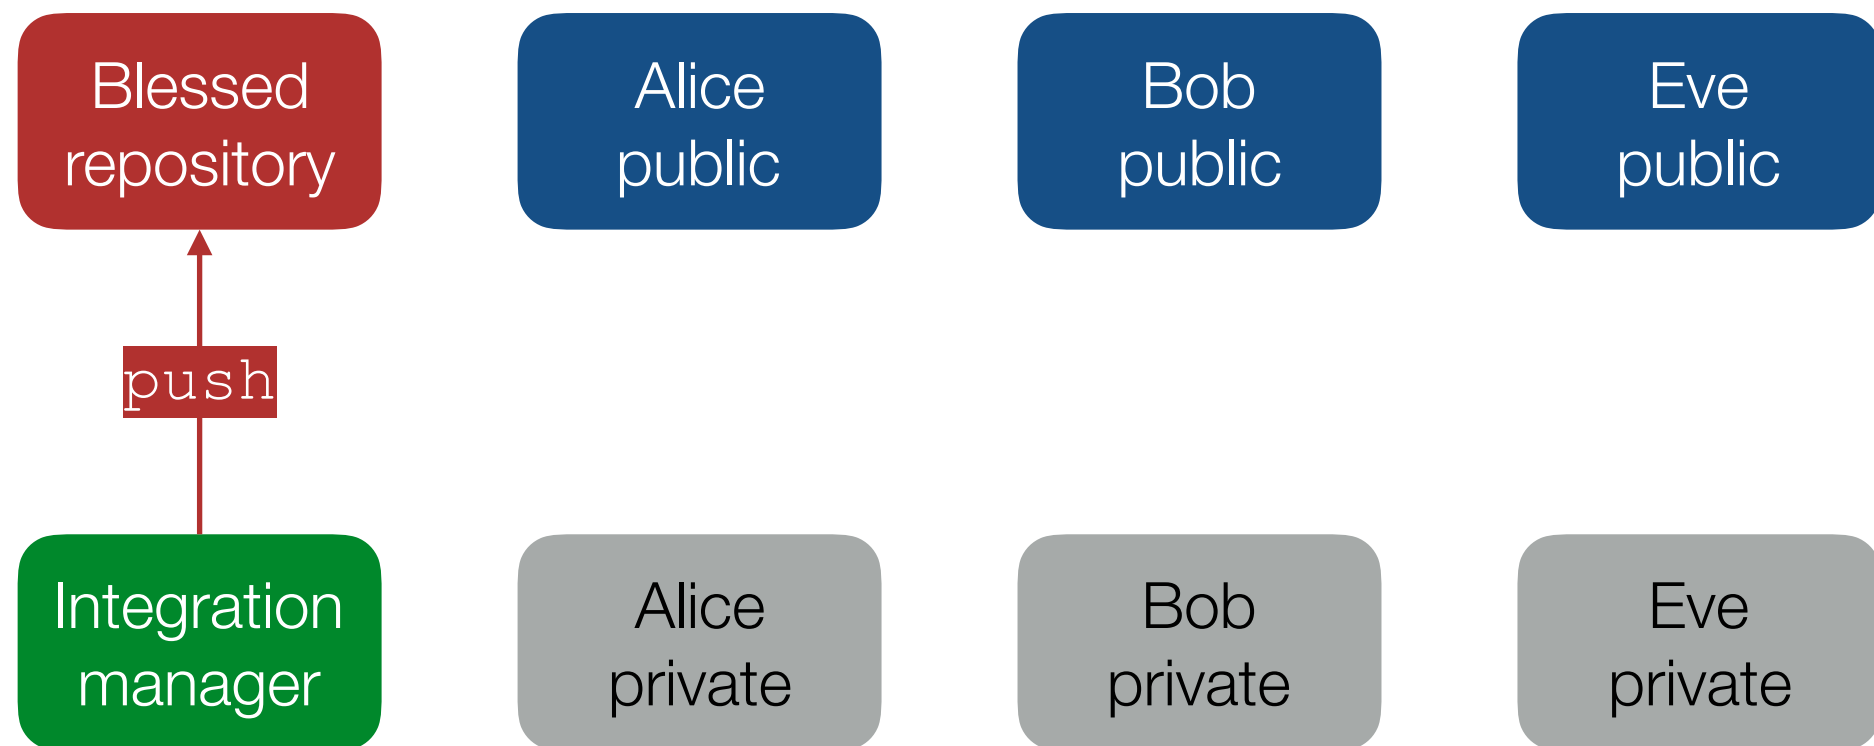 Blessed
repository
Alice
public
Bob
public
Eve
public
push
Integration
manager
Alice
private
Bob
private
Eve
private